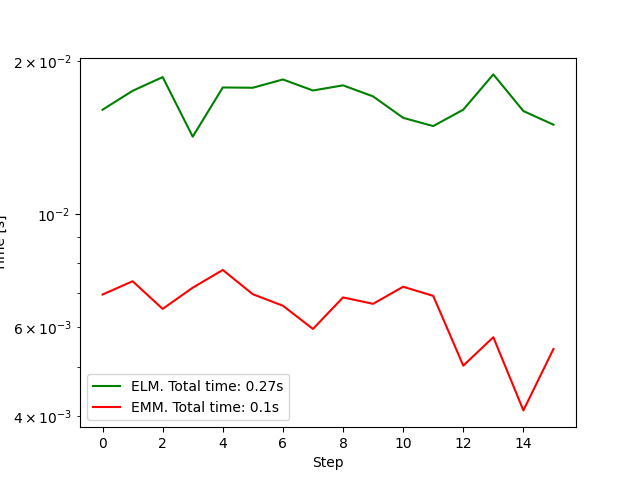 2 × 10⁻²
10⁻²
6 × 10⁻³
4 × 10⁻³
Time [s]
ELM. Total time: 0.27s
EMM. Total time: 0.1s
0 2 4 6 8 10 12 14
Step